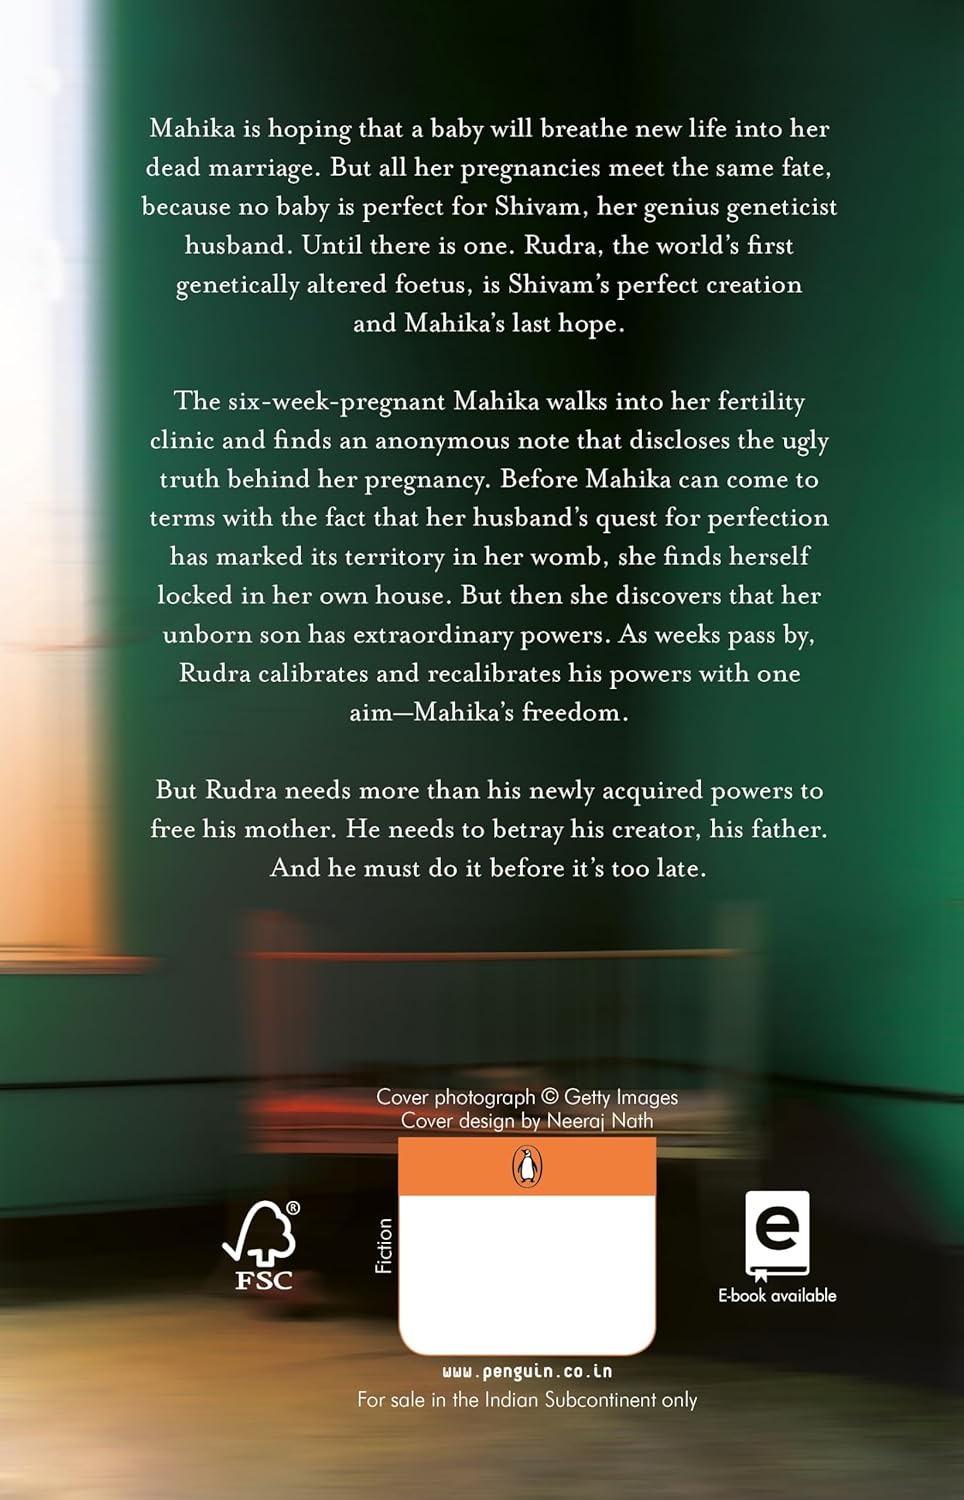 Mahika is hoping that a baby will breathe new life into her
dead marriage. But all her pregnancies meet the same fate,
because no baby is perfect for Shivam, her genius geneticist
husband. Until there is one. Rudra, the world’s first
genetically altered foetus, is Shivam’s perfect creation
and Mahika’s last hope.
The six-week-pregnant Mahika walks into her fertility
clinic and finds an anonymous note that discloses the ugly
truth behind her pregnancy. Before Mahika can come to
terms with the fact that her husband’s quest for perfection
has marked its territory in her womb, she finds herself
locked in her own house. But then she discovers that her
unborn son has extraordinary powers. As weeks pass by,
Rudra calibrates and recalibrates his powers with one
aim—Mahika’s freedom.
But Rudra needs more than his newly acquired powers to
free his mother. He needs to betray his creator, his father.
And he must do it before it’s too late.
Cover photograph © Getty Images
Cover design by Neeraj Nath
®
FSC
Fiction
e
E-book available
www.penguin.co.in
For sale in the Indian Subcontinent only